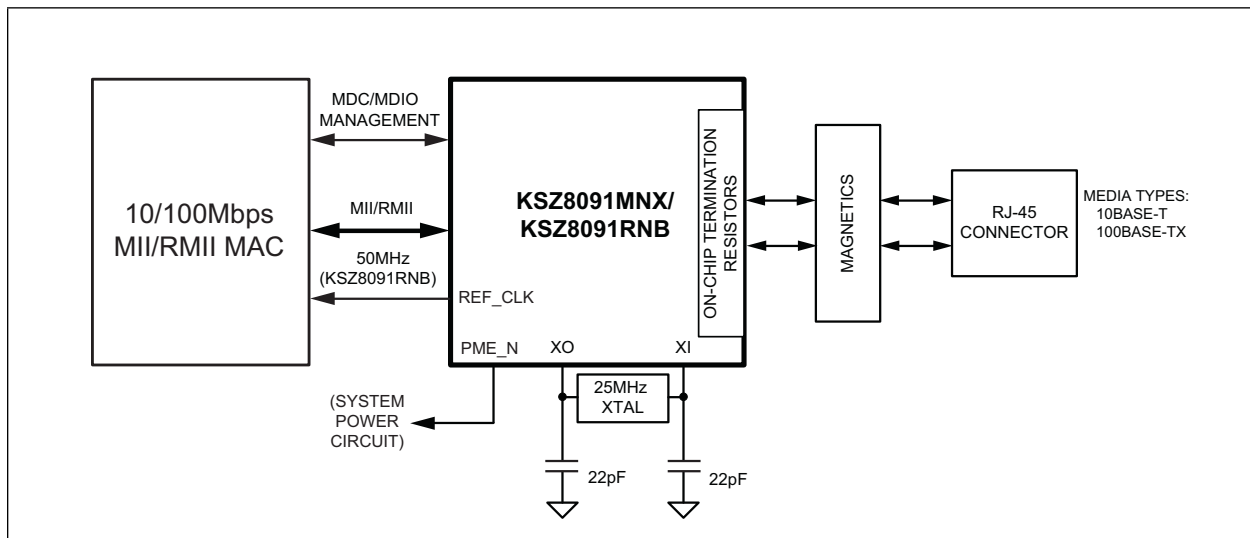 10/100Mbps
MII/RMII MAC
MDC/MDIO
MANAGEMENT
MII/RMII
50MHz
(KSZ8091RNB)
KSZ8091MNX/
KSZ8091RNB
REF_CLK
PME_N
XO
XI
ON-CHIP TERMINATION
RESISTORS
MAGNETICS
RJ-45
CONNECTOR
MEDIA TYPES:
10BASE-T
100BASE-TX
(SYSTEM
POWER
CIRCUIT)
25MHz
XTAL
22pF
22pF